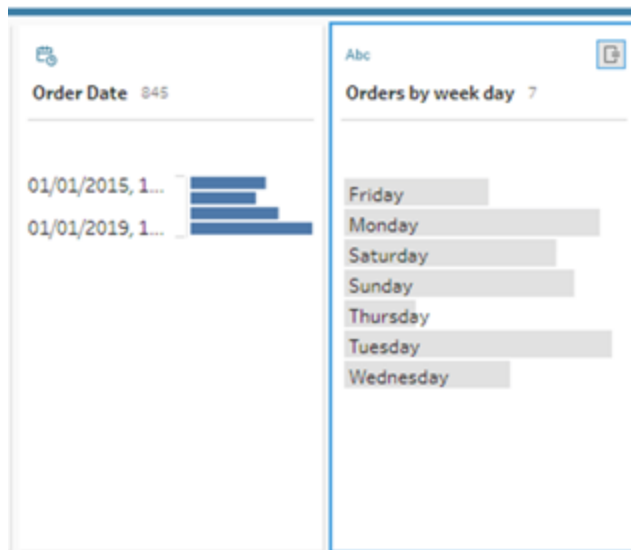 Order Date 845
01/01/2015, 1...
01/01/2019, 1...
Abc
Orders by week day 7
Friday
Monday
Saturday
Sunday
Thursday
Tuesday
Wednesday